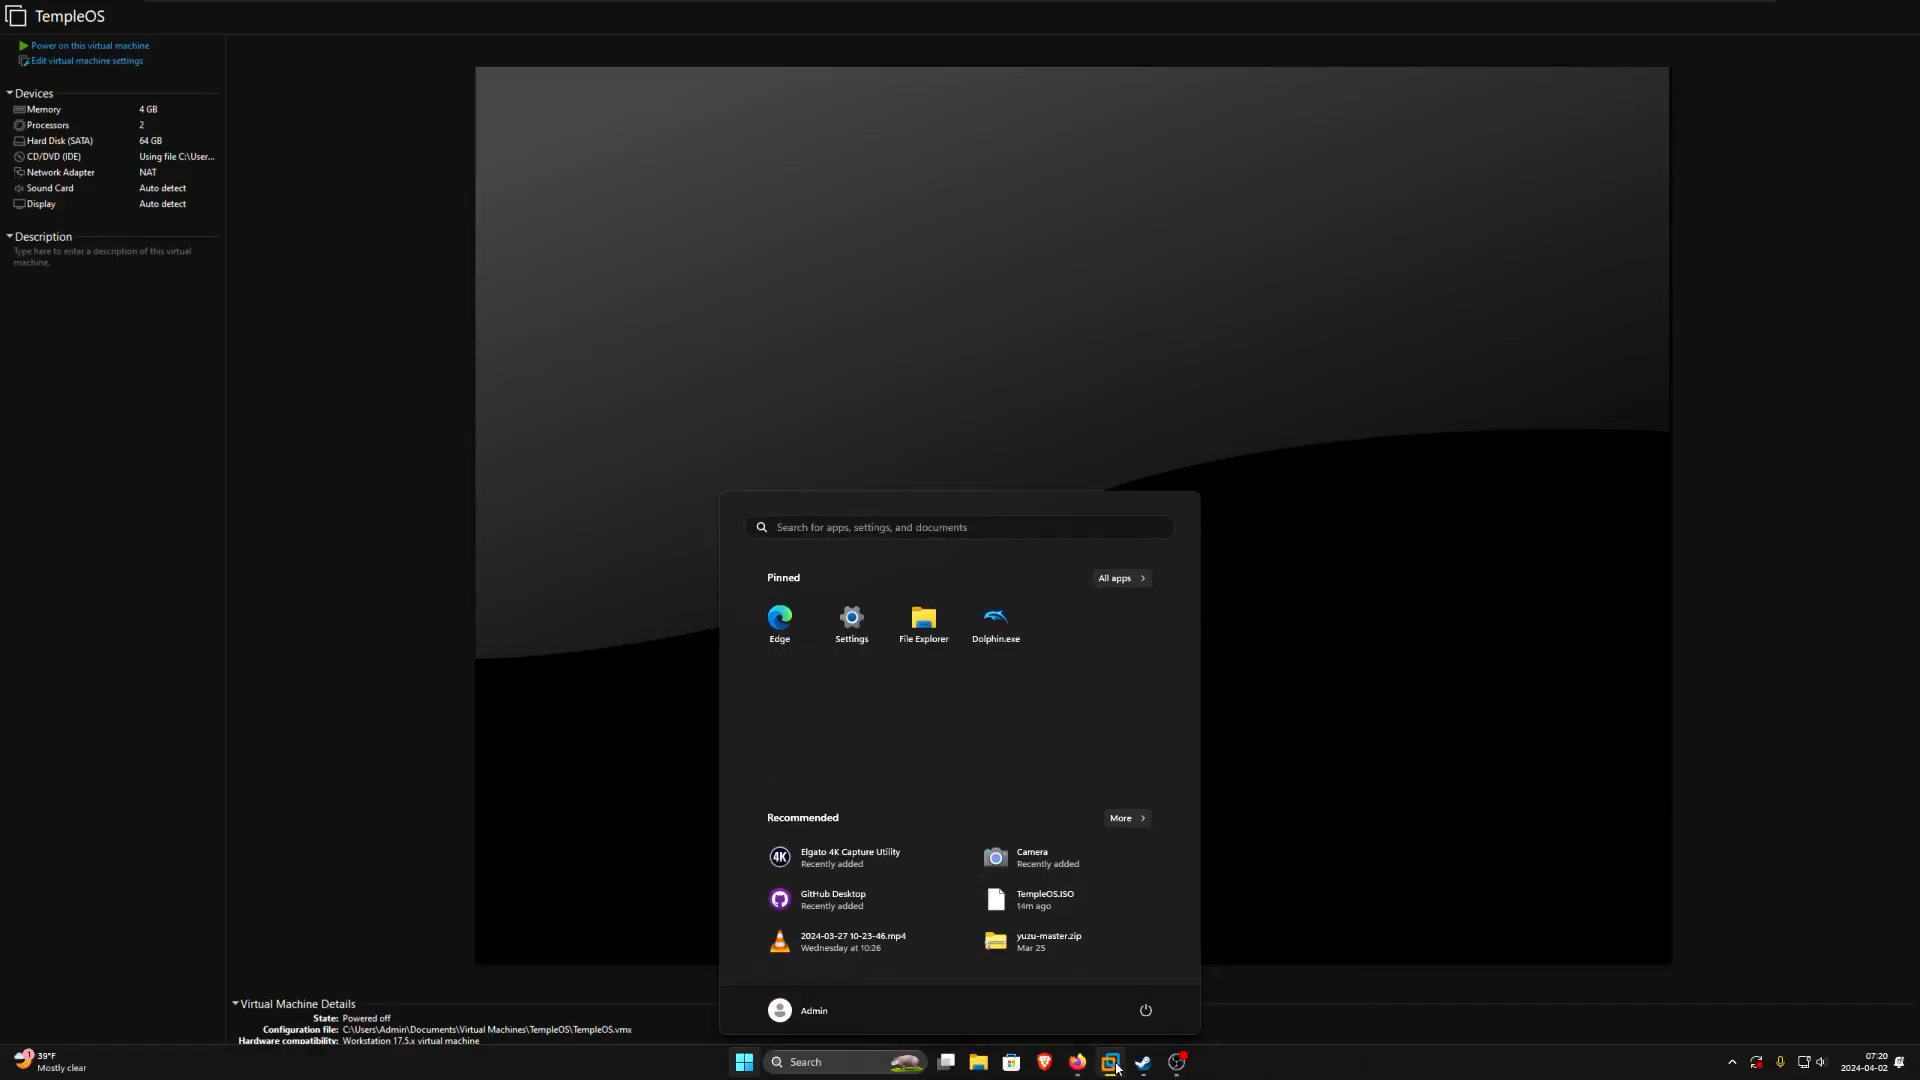 TempleOS
Power on this virtual machine
Edit virtual machine settings
Devices
Memory 4 GB
Processors 2
Hard Disk (SATA) 64 GB
CD/DVD (IDE) Using file C:\User...
Network Adapter NAT
Sound Card Auto detect
Display Auto detect
Description
Type here to enter a description of this virtual
machine.
Search for apps, settings, and documents
Pinned
All apps
Edge
Settings
File Explorer
Dolphin.exe
Recommended
More
Elgato 4K Capture Utility
Recently added
Camera
Recently added
GitHub Desktop
Recently added
TempleOS.ISO
14m ago
2024-03-27 10-23-46.mp4
Wednesday at 10:26
yuzu-master.zip
Mar 25
Admin
Virtual Machine Details
State: Powered off
Configuration file: C:\Users\Admin\Documents\Virtual Machines\TempleOS\TempleOS.vmx
Hardware compatibility: Workstation 17.5.x virtual machine
1
39°F
Mostly clear
Search
07:20
2024-04-02